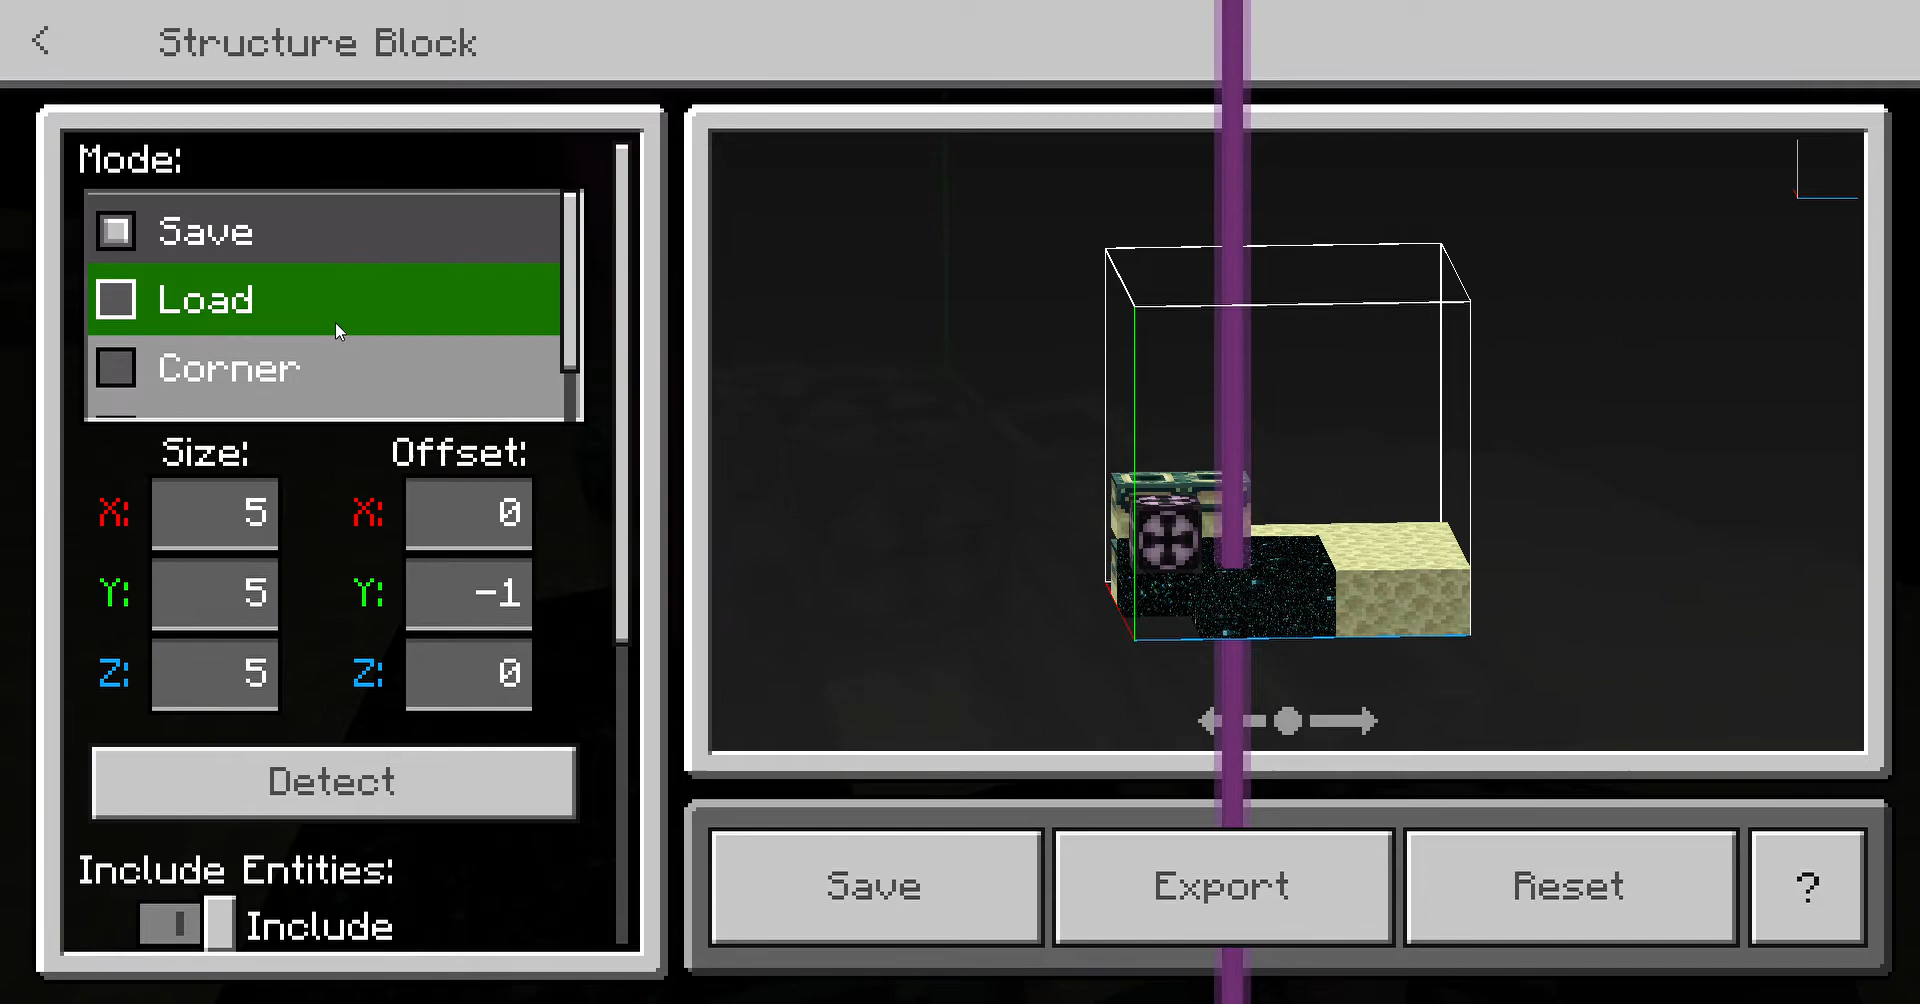 Structure Block
Mode:
Save
Load
Corner
Size: Offset:
X: 5 X: 0
Y: 5 Y: -1
Z: 5 Z: 0
Detect
Include Entities:
Include
Save Export Reset ?